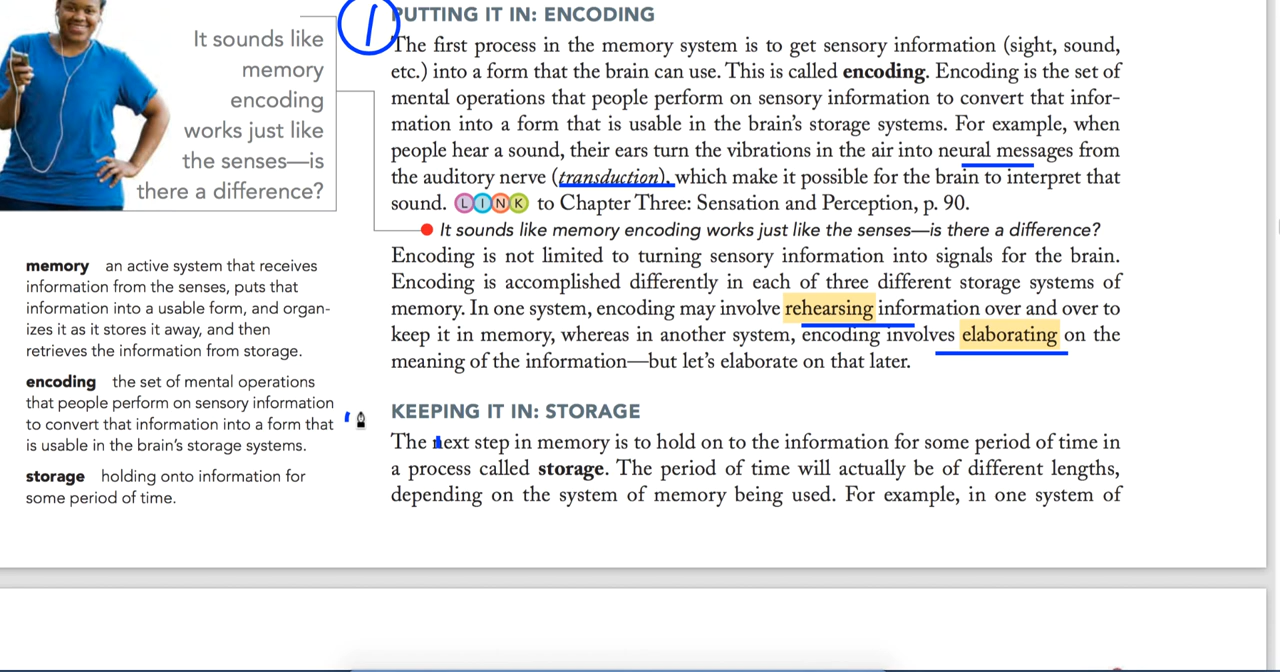 It sounds like
memory
encoding
works just like
the senses—is
there a difference?
memory an active system that receives
information from the senses, puts that
information into a usable form, and organ-
izes it as it stores it away, and then
retrieves the information from storage.
encoding the set of mental operations
that people perform on sensory information
to convert that information into a form that
is usable in the brain's storage systems.
storage holding onto information for
some period of time.
1
PUTTING IT IN: ENCODING
The first process in the memory system is to get sensory information (sight, sound,
etc.) into a form that the brain can use. This is called encoding. Encoding is the set of
mental operations that people perform on sensory information to convert that infor-
mation into a form that is usable in the brain's storage systems. For example, when
people hear a sound, their ears turn the vibrations in the air into neural messages from
the auditory nerve (transduction), which make it possible for the brain to interpret that
sound. LINK to Chapter Three: Sensation and Perception, p. 90.
It sounds like memory encoding works just like the senses—is there a difference?
Encoding is not limited to turning sensory information into signals for the brain.
Encoding is accomplished differently in each of three different storage systems of
memory. In one system, encoding may involve rehearsing information over and over to
keep it in memory, whereas in another system, encoding involves elaborating on the
meaning of the information—but let's elaborate on that later.
KEEPING IT IN: STORAGE
The next step in memory is to hold on to the information for some period of time in
a process called storage. The period of time will actually be of different lengths,
depending on the system of memory being used. For example, in one system of